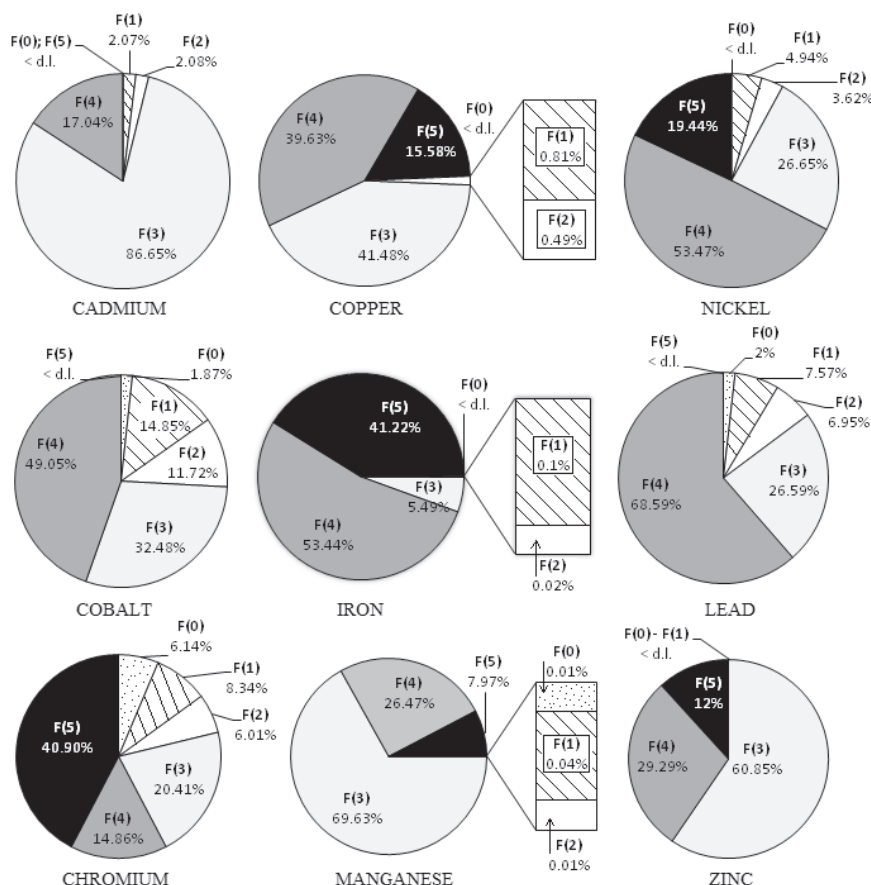 F(0); F(5)
< d.l.
F(1)
2.07%
F(2)
2.08%
F(4)
17.04%
F(3)
86.65%
CADMIUM
F(4)
39.63%
F(5)
15.58%
F(0)
< d.l.
F(1)
0.81%
F(2)
0.49%
F(3)
41.48%
COPPER
F(0)
< d.l.
F(1)
4.94%
F(2)
3.62%
F(5)
19.44%
F(3)
26.65%
F(4)
53.47%
NICKEL
F(5)
< d.l.
F(0)
1.87%
F(1)
14.85%
F(2)
11.72%
F(4)
49.05%
F(3)
32.48%
COBALT
F(5)
41.22%
F(0)
< d.l.
F(1)
0.1%
F(3)
5.49%
F(4)
53.44%
F(2)
0.02%
IRON
F(5)
< d.l.
F(0)
2%
F(1)
7.57%
F(2)
6.95%
F(4)
68.59%
F(3)
26.59%
LEAD
F(0)
6.14%
F(1)
8.34%
F(2)
6.01%
F(5)
40.90%
F(3)
20.41%
F(4)
14.86%
CHROMIUM
F(4)
26.47%
F(5)
7.97%
F(0)
0.01%
F(1)
0.04%
F(3)
69.63%
F(2)
0.01%
MANGANESE
F(0)- F(1)
< d.l.
F(5)
12%
F(4)
29.29%
F(3)
60.85%
ZINC